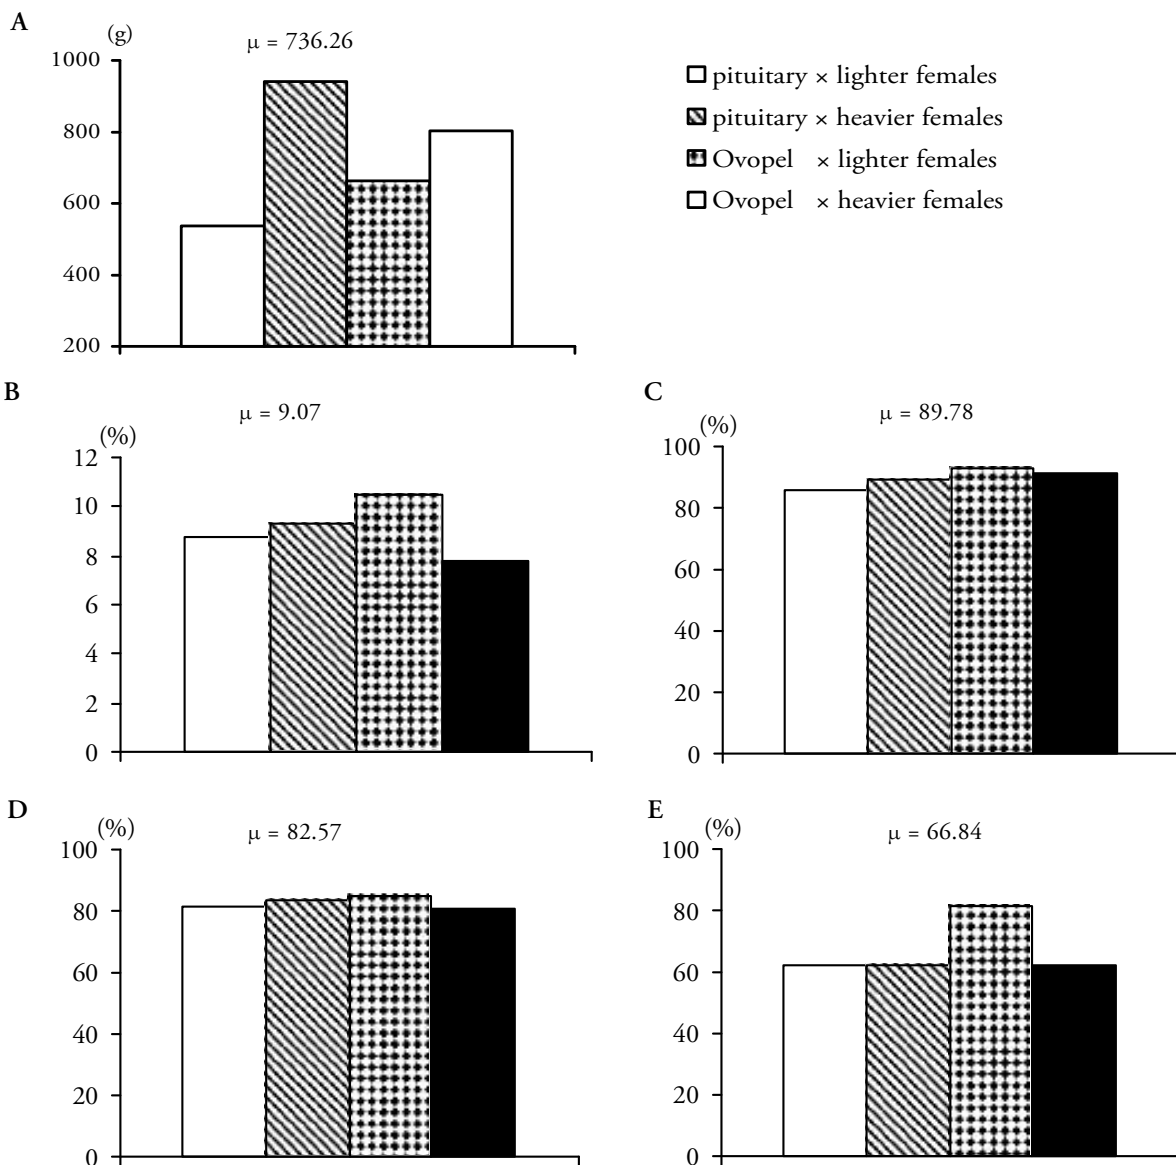 A
(g)
μ = 736.26
1000
800
600
400
200
pituitary × lighter females
pituitary × heavier females
Ovopel × lighter females
Ovopel × heavier females
B
(%)
μ = 9.07
12
10
8
6
4
2
0
C
(%)
μ = 89.78
100
80
60
40
20
0
D
(%)
μ = 82.57
100
80
60
40
20
0
E
(%)
μ = 66.84
100
80
60
40
20
0